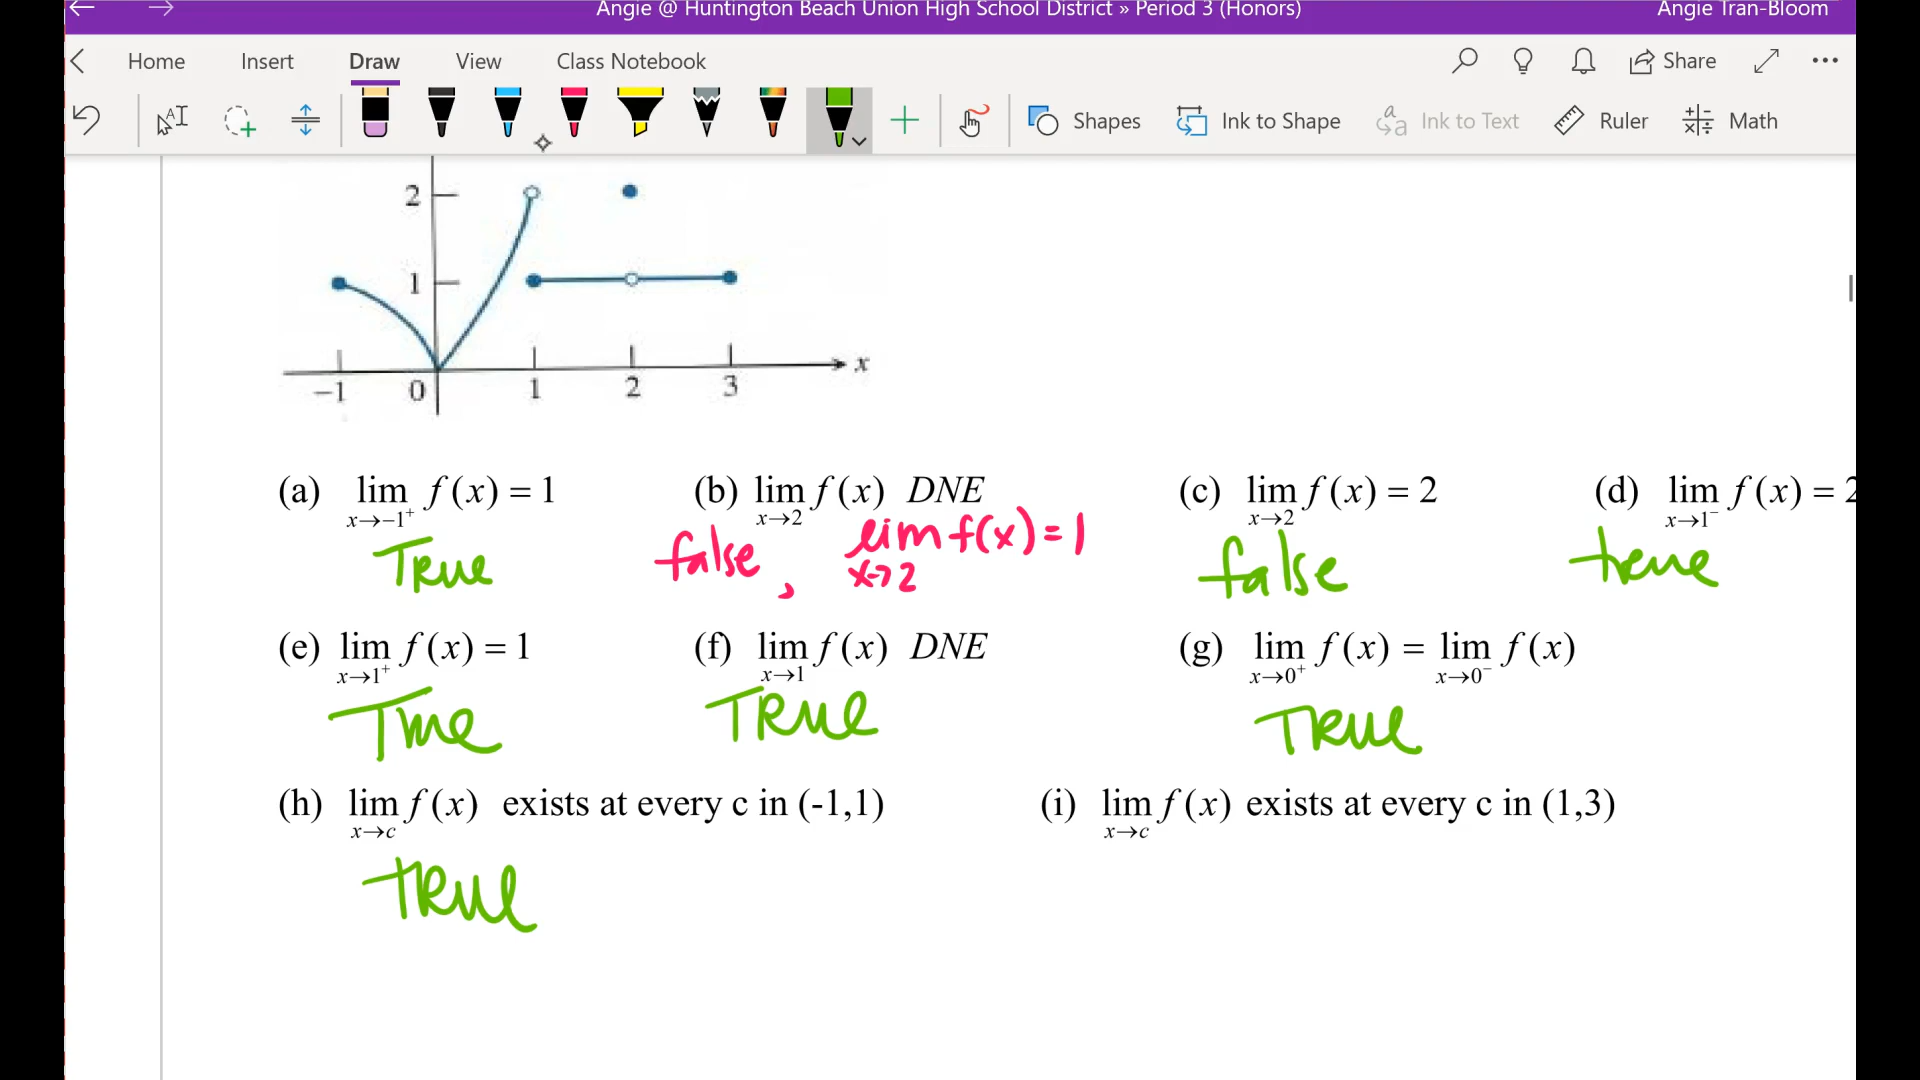 Angie @ Huntington Beach Union High School District » Period 3 (Honors) Angie Tran-Bloom
Home Insert Draw View Class Notebook Share
Shapes Ink to Shape Ink to Text Ruler Math
2
1
x
-1 0 1 2 3
(a) lim x→-1⁺ f(x) = 1 (b) lim x→2 f(x) DNE (c) lim x→2 f(x) = 2 (d) lim x→1⁻ f(x) = 2
TRue false, lim x→2 f(x) = 1 false true
(e) lim x→1⁺ f(x) = 1 (f) lim x→1 f(x) DNE (g) lim x→0⁺ f(x) = lim x→0⁻ f(x)
True TRue TRue
(h) lim x→c f(x) exists at every c in (-1,1) (i) lim x→c f(x) exists at every c in (1,3)
tRue